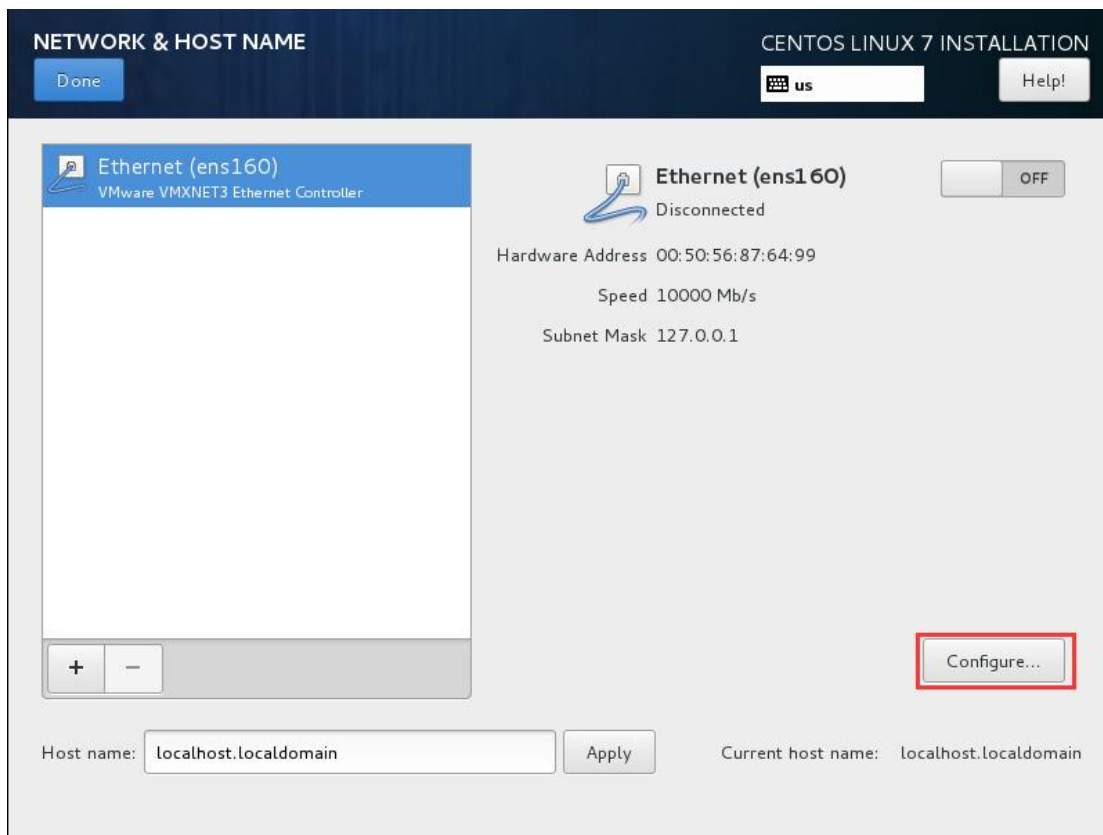 NETWORK & HOST NAME
CENTOS LINUX 7 INSTALLATION
Done
us
Help!
Ethernet (ens160)
VMware VMXNET3 Ethernet Controller
Ethernet (ens160)
Disconnected
OFF
Hardware Address 00:50:56:87:64:99
Speed 10000 Mb/s
Subnet Mask 127.0.0.1
+ −
Configure...
Host name: localhost.localdomain Apply Current host name: localhost.localdomain